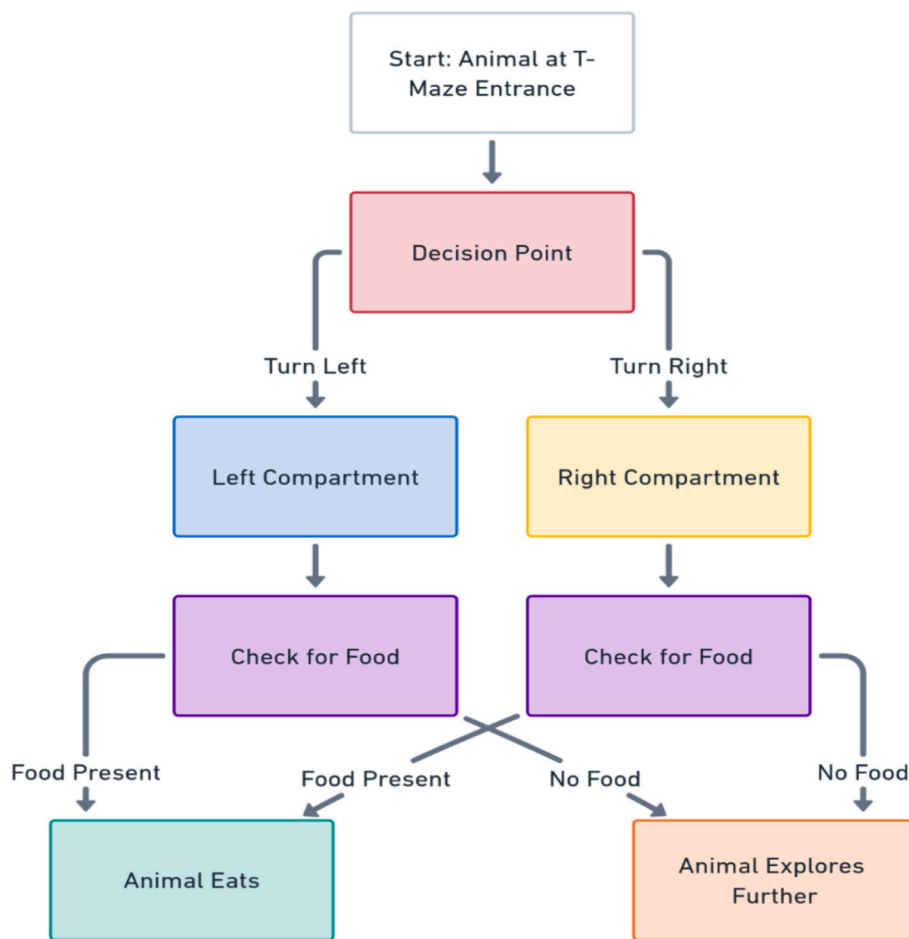 Start: Animal at T-
Maze Entrance
Decision Point
Turn Left
Turn Right
Left Compartment
Right Compartment
Check for Food
Check for Food
Food Present
Food Present
No Food
No Food
Animal Eats
Animal Explores
Further